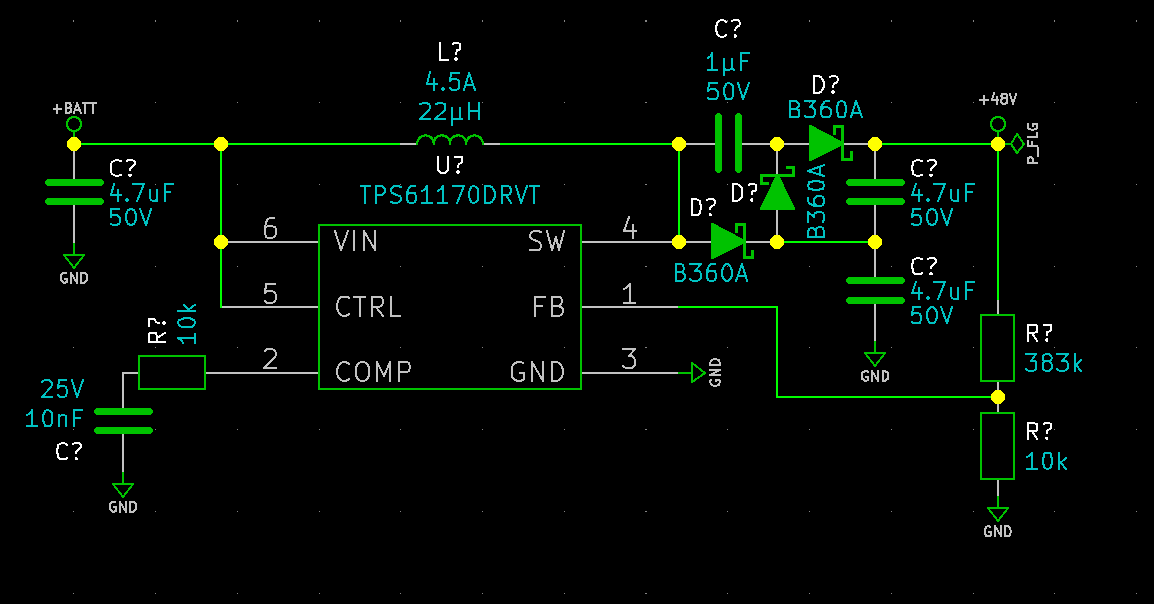 C?
L?
1µF
4.5A
D?
50V
+BATT
22µH
B360A
+48V
P_FLG
C?
U?
C?
4.7uF
TPS61170DRVT
D?
B360A
4.7uF
50V
D?
50V
6
VIN
SW
4
GND
B360A
C?
5
CTRL
FB
1
4.7uF
R?
10k
50V
2
COMP
GND
3
GND
R?
383k
GND
25V
10nF
C?
R?
10k
GND
GND